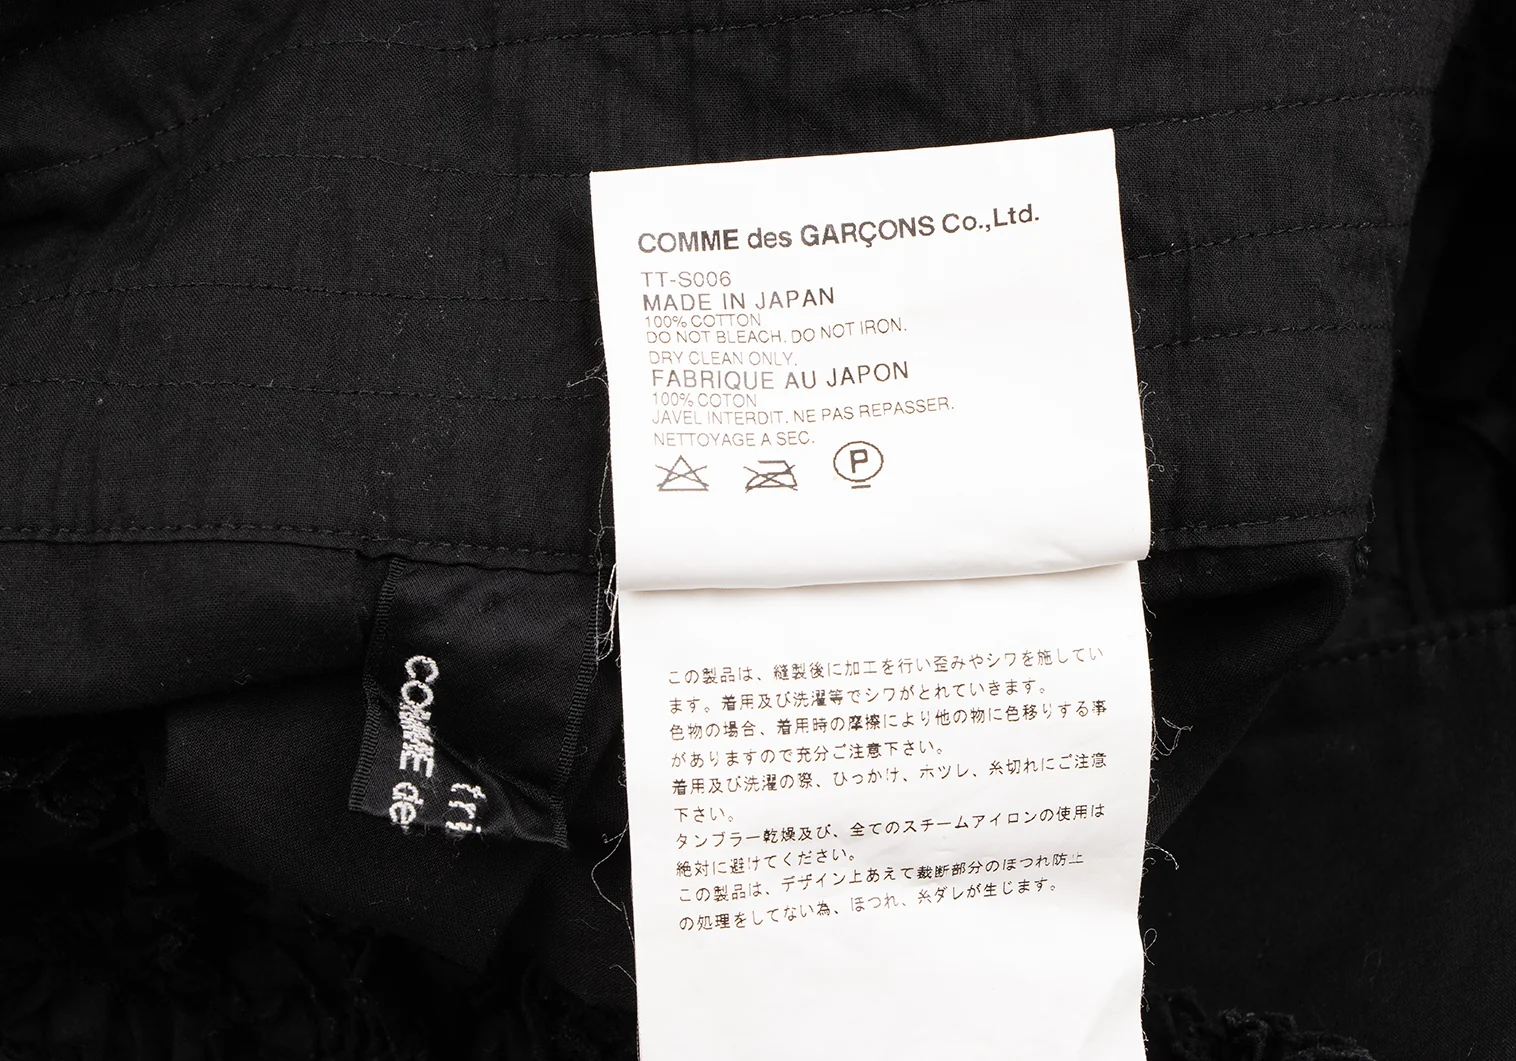 COMME des GARÇONS Co.,Ltd.
TT-S006
MADE IN JAPAN
100% COTTON
DO NOT BLEACH. DO NOT IRON.
DRY CLEAN ONLY.
FABRIQUE AU JAPON
100% COTON
JAVEL INTERDIT. NE PAS REPASSER.
NETTOYAGE A SEC.
P
この製品は、縫製後に加工を行い歪みやシワを施してい
ます。着用及び洗濯等でシワがとれていきます。
色物の場合、着用時の摩擦により他の物に色移りする事
がありますので充分ご注意下さい。
着用及び洗濯の際、ひっかけ、ホツレ、糸切れにご注意
下さい。
タンブラー乾燥及び、全てのスチームアイロンの使用は
絶対に避けてください。
この製品は、デザイン上あえて裁断部分のほつれ防止
の処理をしてない為、ほつれ、糸ダレが生じます。
COMME de
tri